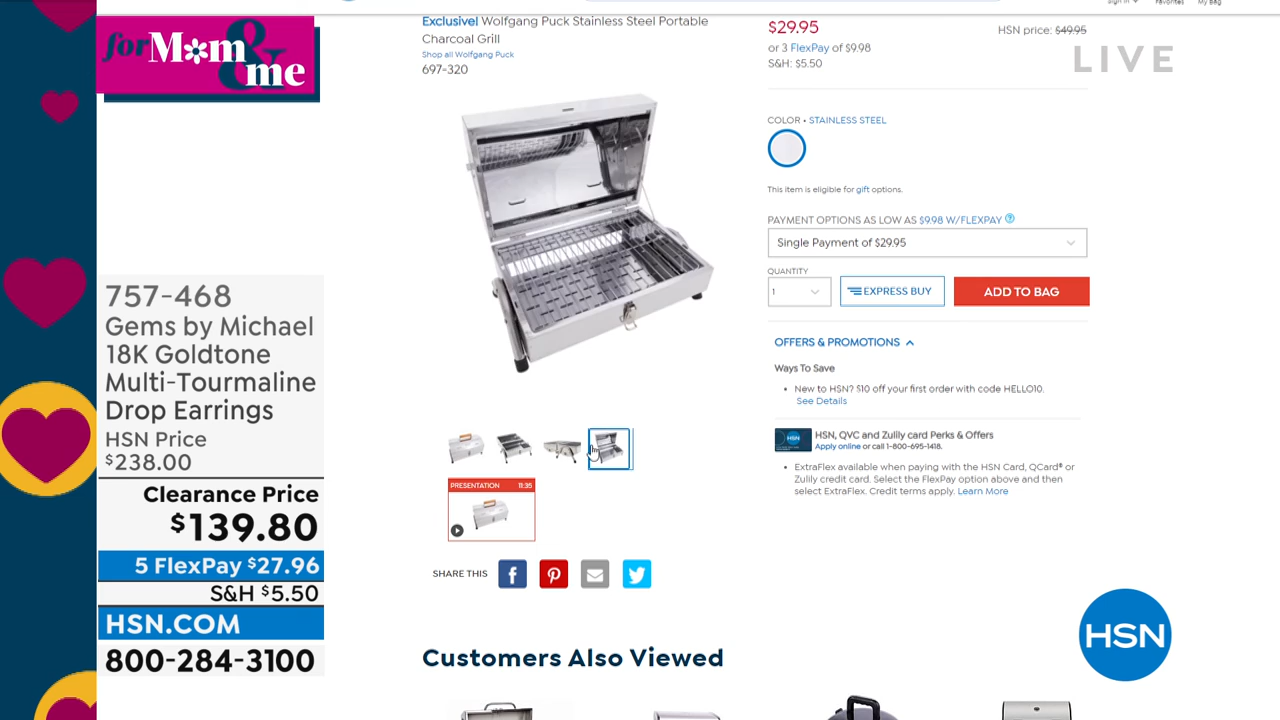 Sign in
Favorites
My Bag
for Mom
& me
757-468
Gems by Michael
18K Goldtone
Multi-Tourmaline
Drop Earrings
HSN Price
$238.00
Clearance Price
$139.80
5 FlexPay $27.96
S&H $5.50
HSN.COM
800-284-3100
Exclusive! Wolfgang Puck Stainless Steel Portable
Charcoal Grill
Shop all Wolfgang Puck
697-320
PRESENTATION 11:35
SHARE THIS
Customers Also Viewed
$29.95
HSN price: $49.95
or 3 FlexPay of $9.98
S&H: $5.50
LIVE
COLOR • STAINLESS STEEL
This item is eligible for gift options.
PAYMENT OPTIONS AS LOW AS $9.98 W/FLEXPAY ?
Single Payment of $29.95
QUANTITY
1
EXPRESS BUY
ADD TO BAG
OFFERS & PROMOTIONS
Ways To Save
• New to HSN? $10 off your first order with code HELLO10.
See Details
HSN
HSN, QVC and Zulily card Perks & Offers
Apply online or call 1-800-695-1418.
• ExtraFlex available when paying with the HSN Card, QCard® or
Zulily credit card. Select the FlexPay option above and then
select ExtraFlex. Credit terms apply. Learn More
HSN